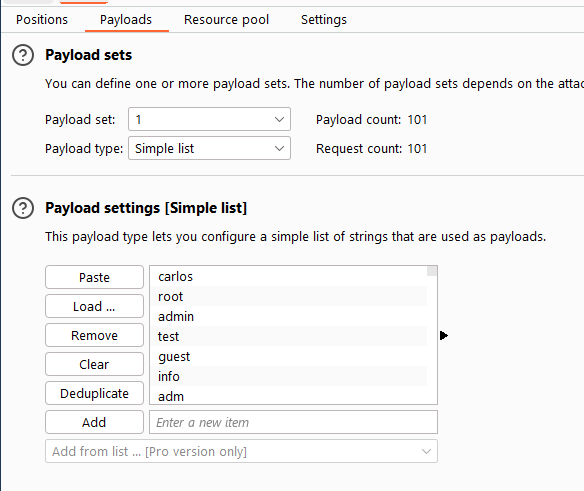 Positions Payloads Resource pool Settings
Payload sets
You can define one or more payload sets. The number of payload sets depends on the
Payload set: 1 Payload count: 101
Payload type: Simple list Request count: 101
Payload settings [Simple list]
This payload type lets you configure a simple list of strings that are used as payloads.
Paste
Load ...
Remove
Clear
Deduplicate
carlos
root
admin
test
guest
info
adm
Add Enter a new item
Add from list ... [Pro version only]